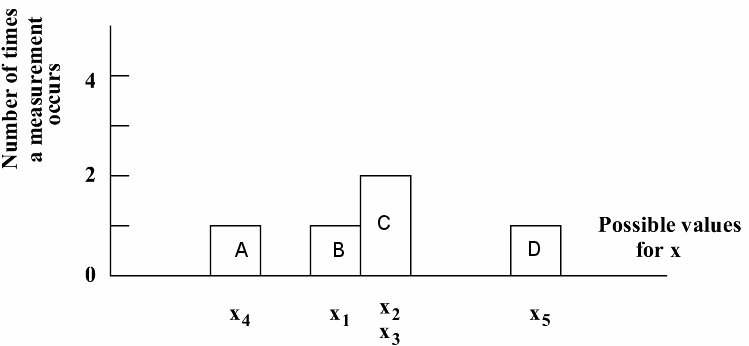 Number of times
a measurement
occurs
4
2
0
A
B
C
D
Possible values
for x
x4
x1
x2
x3
x5